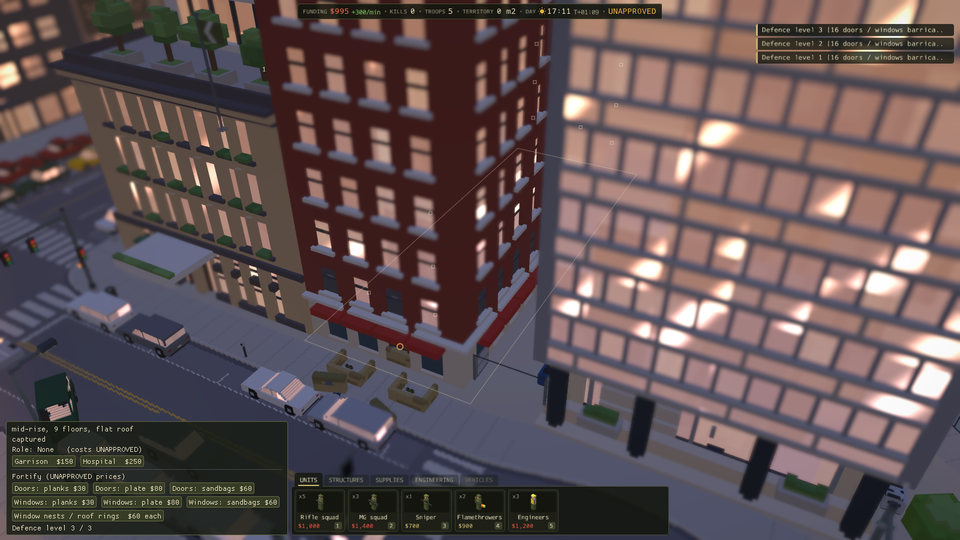 FUNDING $995 +300/min · KILLS 0 · TROOPS 5 · TERRITORY 0 m2 · DAY 17:11 T+01:09 · UNAPPROVED
Defence level 3 (16 doors / windows barrica..
Defence level 2 (16 doors / windows barrica..
Defence level 1 (16 doors / windows barrica..
mid-rise, 9 floors, flat roof
captured
Role: None (costs UNAPPROVED)
Garrison $150 Hospital $250
Fortify (UNAPPROVED prices)
Doors: planks $30 Doors: plate $80 Doors: sandbags $60
Windows: planks $30 Windows: plate $80 Windows: sandbags $60
Window nests / roof rings $60 each
Defence level 3 / 3
UNITS STRUCTURES SUPPLIES ENGINEERING VEHICLES
x5 x3 x1 x2 x3
Rifle squad MG squad Sniper Flamethrowers Engineers
$1,000 1 $1,400 2 $700 3 $900 4 $1,200 5